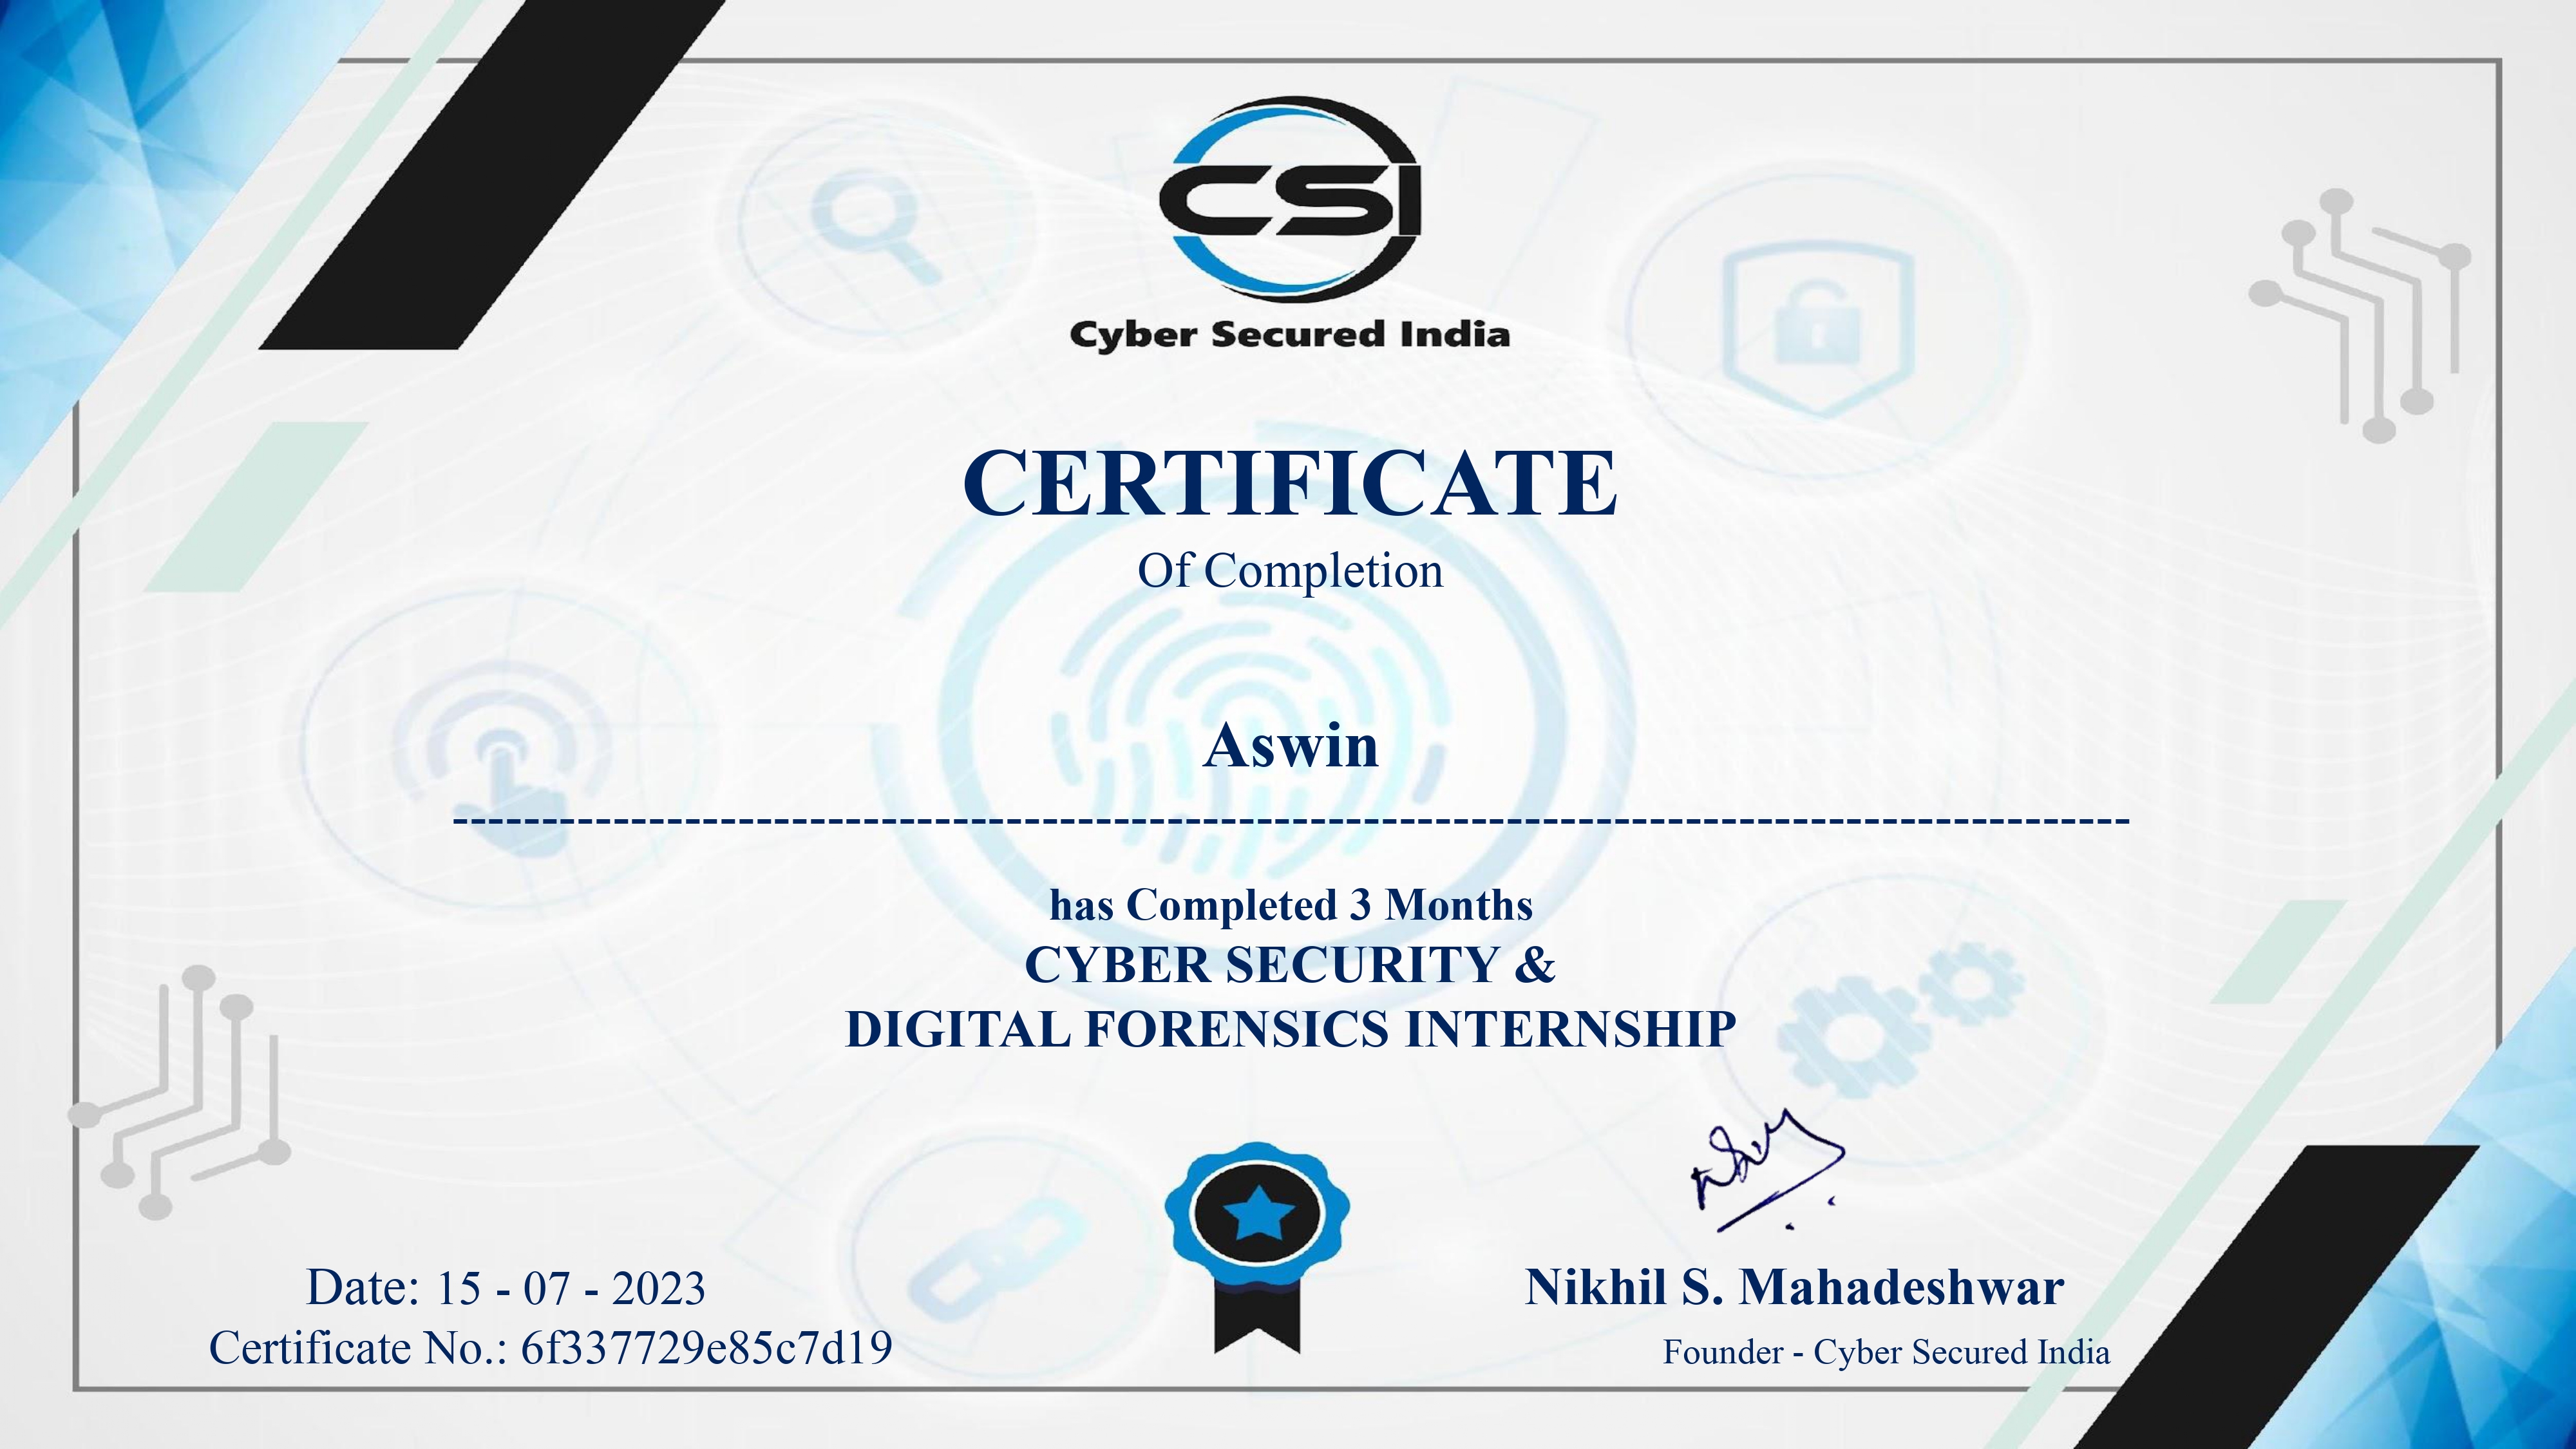 CSI
Cyber Secured India
CERTIFICATE
Of Completion
Aswin
has Completed 3 Months
CYBER SECURITY &
DIGITAL FORENSICS INTERNSHIP
Date: 15 - 07 - 2023
Certificate No.: 6f337729e85c7d19
Nikhil S. Mahadeshwar
Founder - Cyber Secured India